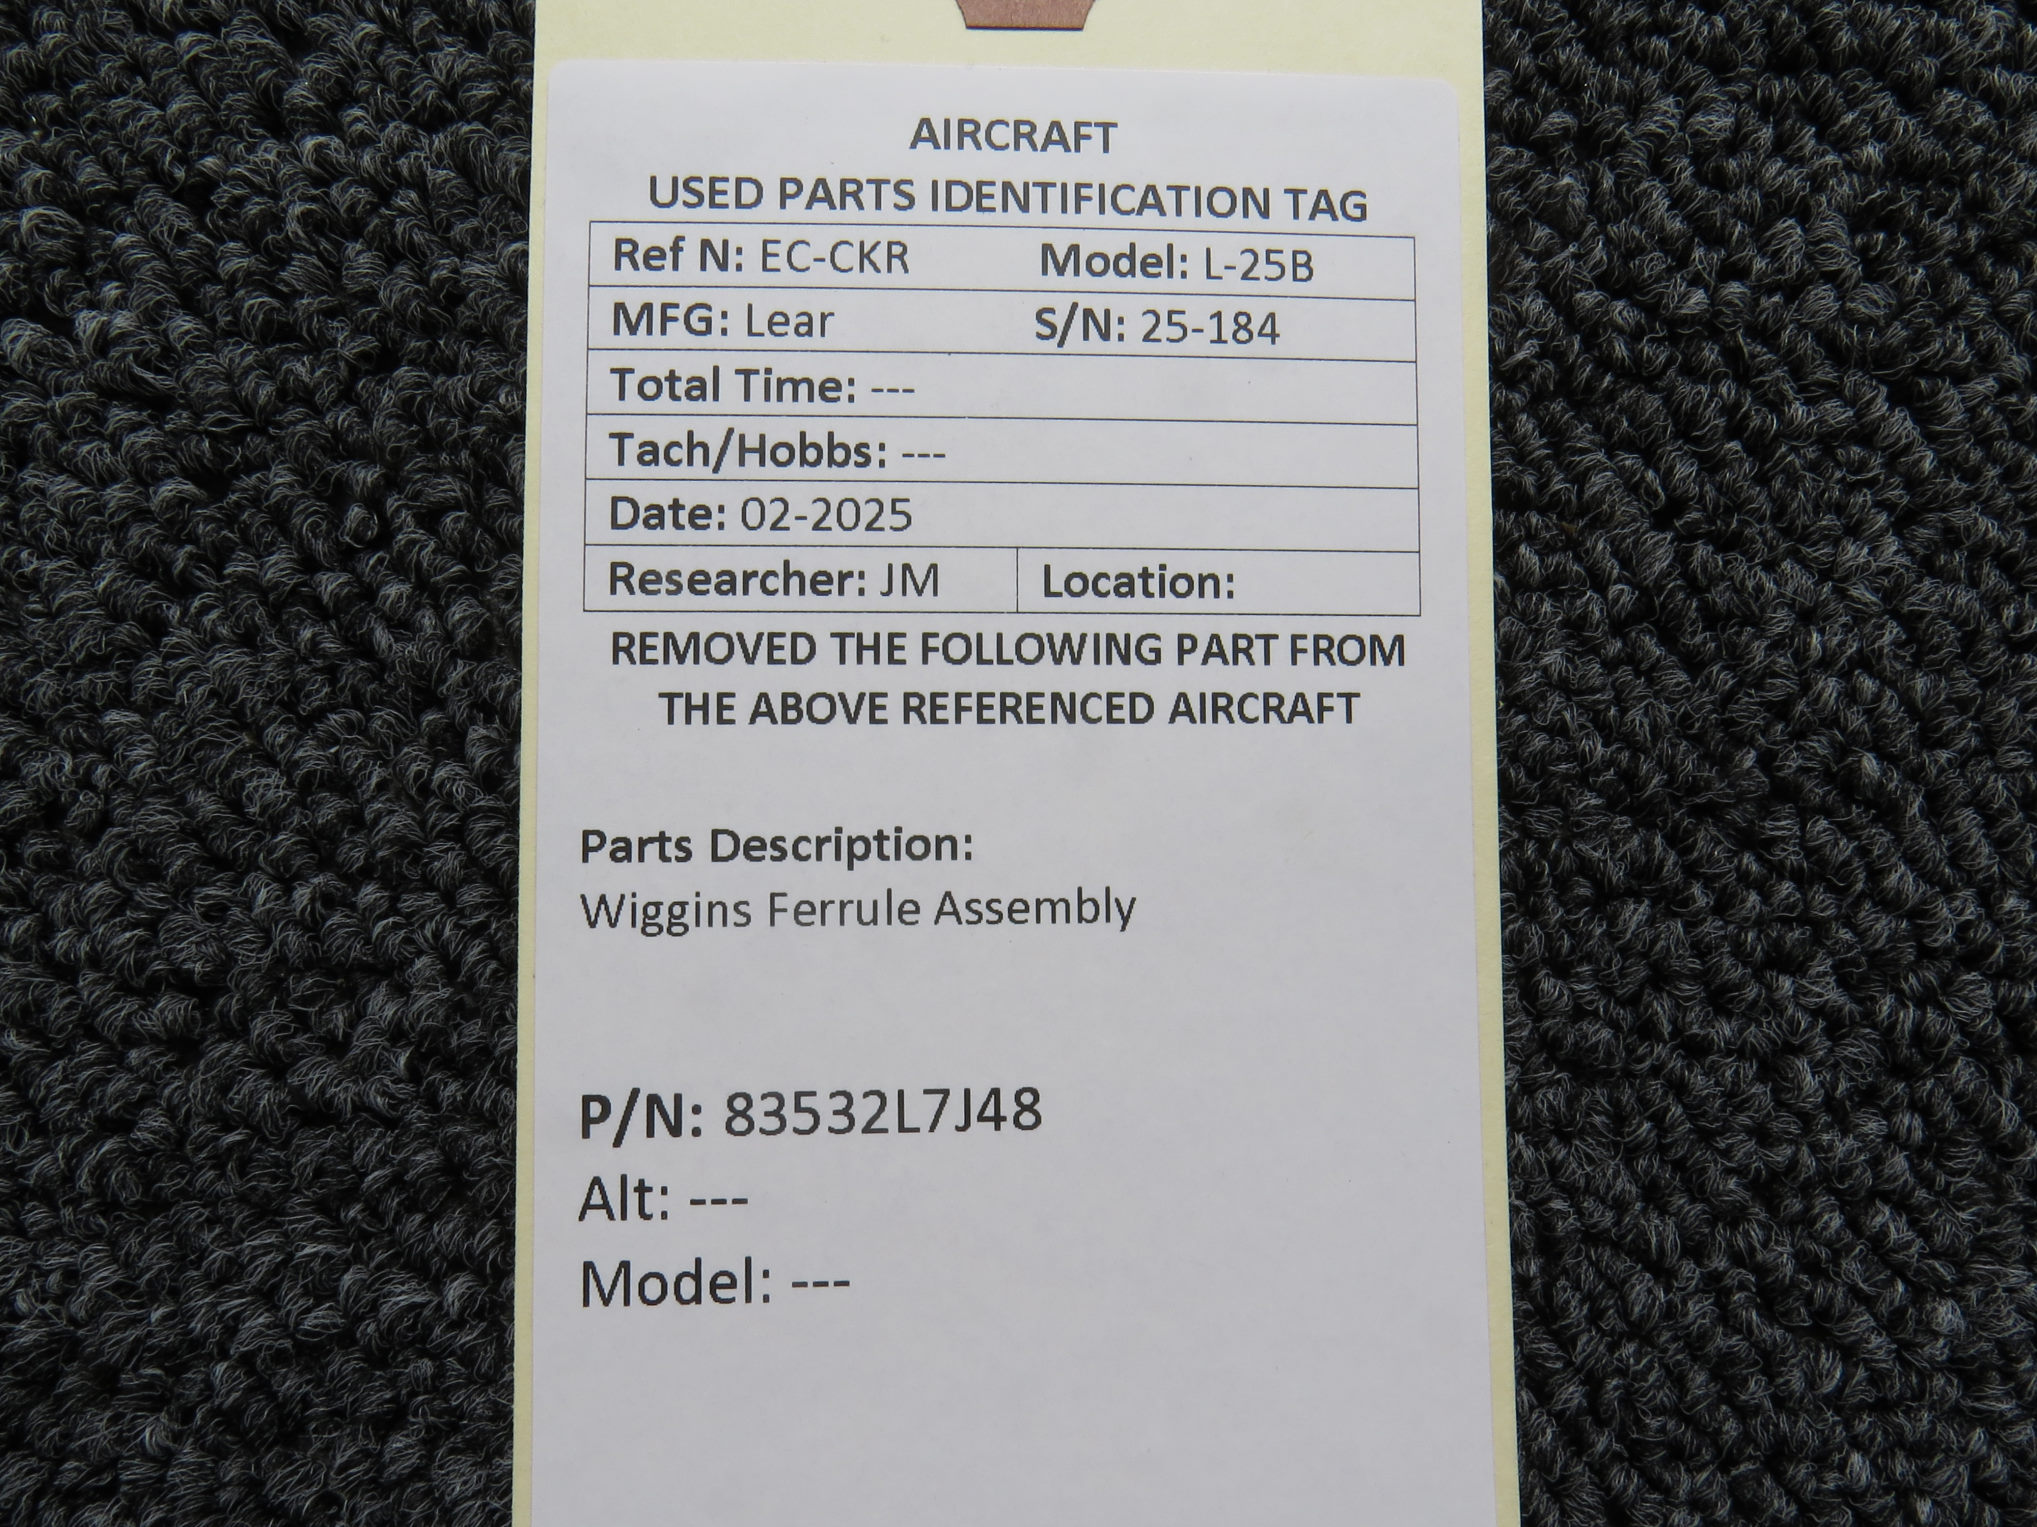 AIRCRAFT
USED PARTS IDENTIFICATION TAG
Ref N: EC-CKR Model: L-25B
MFG: Lear S/N: 25-184
Total Time: ---
Tach/Hobbs: ---
Date: 02-2025
Researcher: JM Location:
REMOVED THE FOLLOWING PART FROM
THE ABOVE REFERENCED AIRCRAFT
Parts Description:
Wiggins Ferrule Assembly
P/N: 83532L7J48
Alt: ---
Model: ---